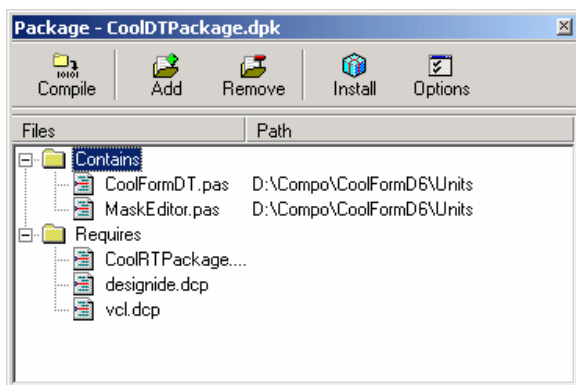 Package - CoolDTPackage.dpk
Compile Add Remove Install Options
Files Path
Contains
CoolFormDT.pas D:\Compo\CoolFormD6\Units
MaskEditor.pas D:\Compo\CoolFormD6\Units
Requires
CoolRTPackage....
designide.dcp
vcl.dcp